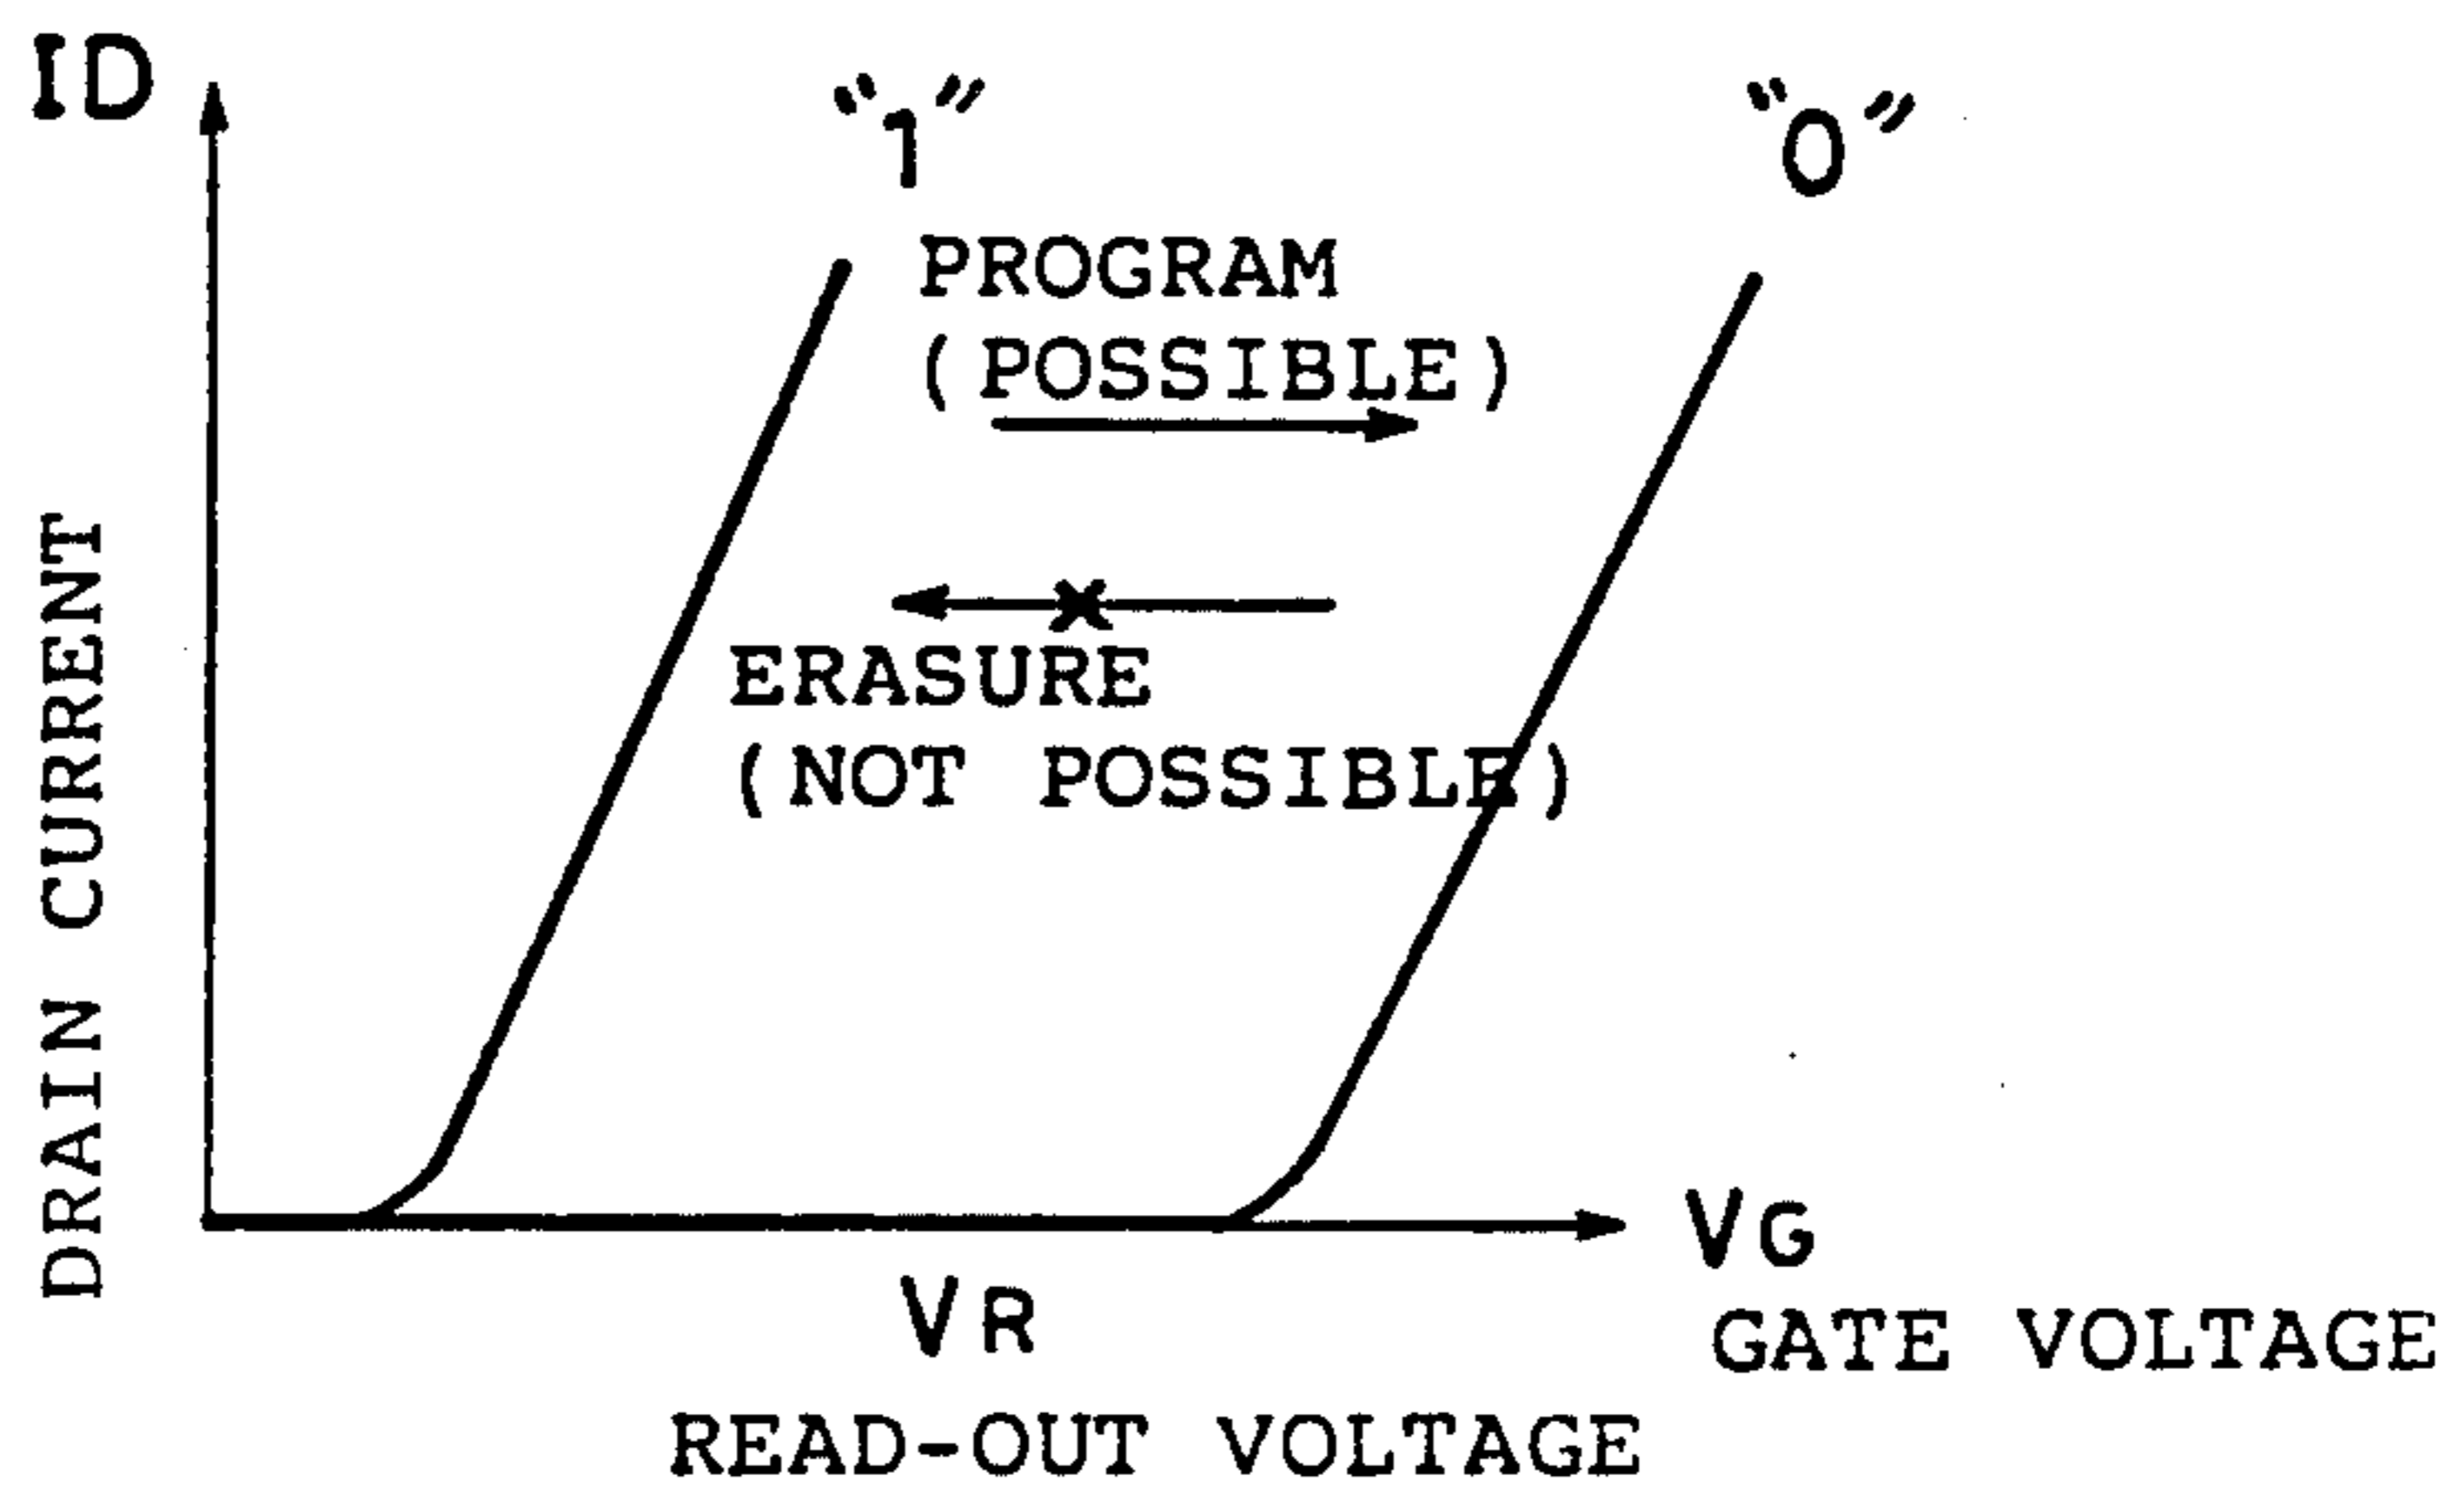 ID
“1”
“0”
PROGRAM
(POSSIBLE)
ERASURE
(NOT POSSIBLE)
DRAIN CURRENT
VG
GATE VOLTAGE
VR
READ-OUT VOLTAGE